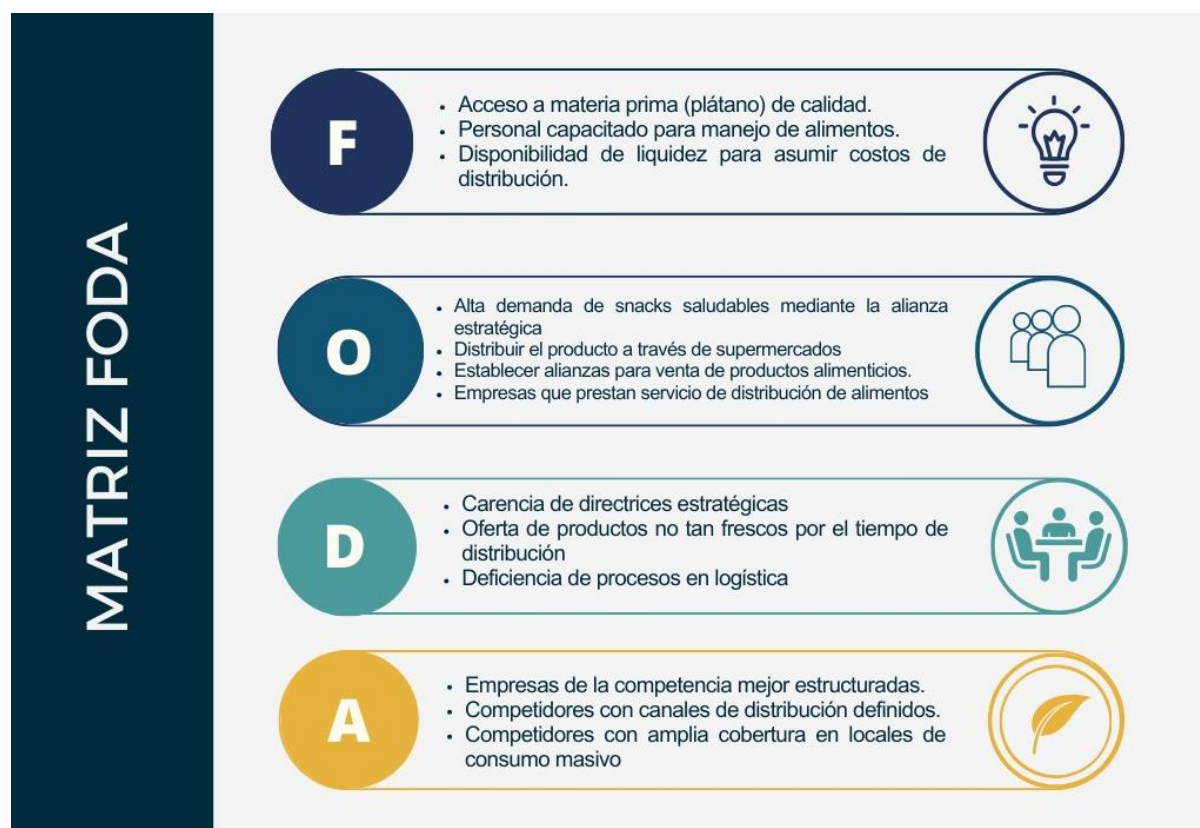 MATRIZ FODA
F
• Acceso a materia prima (plátano) de calidad.
• Personal capacitado para manejo de alimentos.
• Disponibilidad de liquidez para asumir costos de
distribución.
O
• Alta demanda de snacks saludables mediante la alianza
estratégica
• Distribuir el producto a través de supermercados
• Establecer alianzas para venta de productos alimenticios.
• Empresas que prestan servicio de distribución de alimentos
D
• Carencia de directrices estratégicas
• Oferta de productos no tan frescos por el tiempo de
distribución
• Deficiencia de procesos en logística
A
• Empresas de la competencia mejor estructuradas.
• Competidores con canales de distribución definidos.
• Competidores con amplia cobertura en locales de
consumo masivo